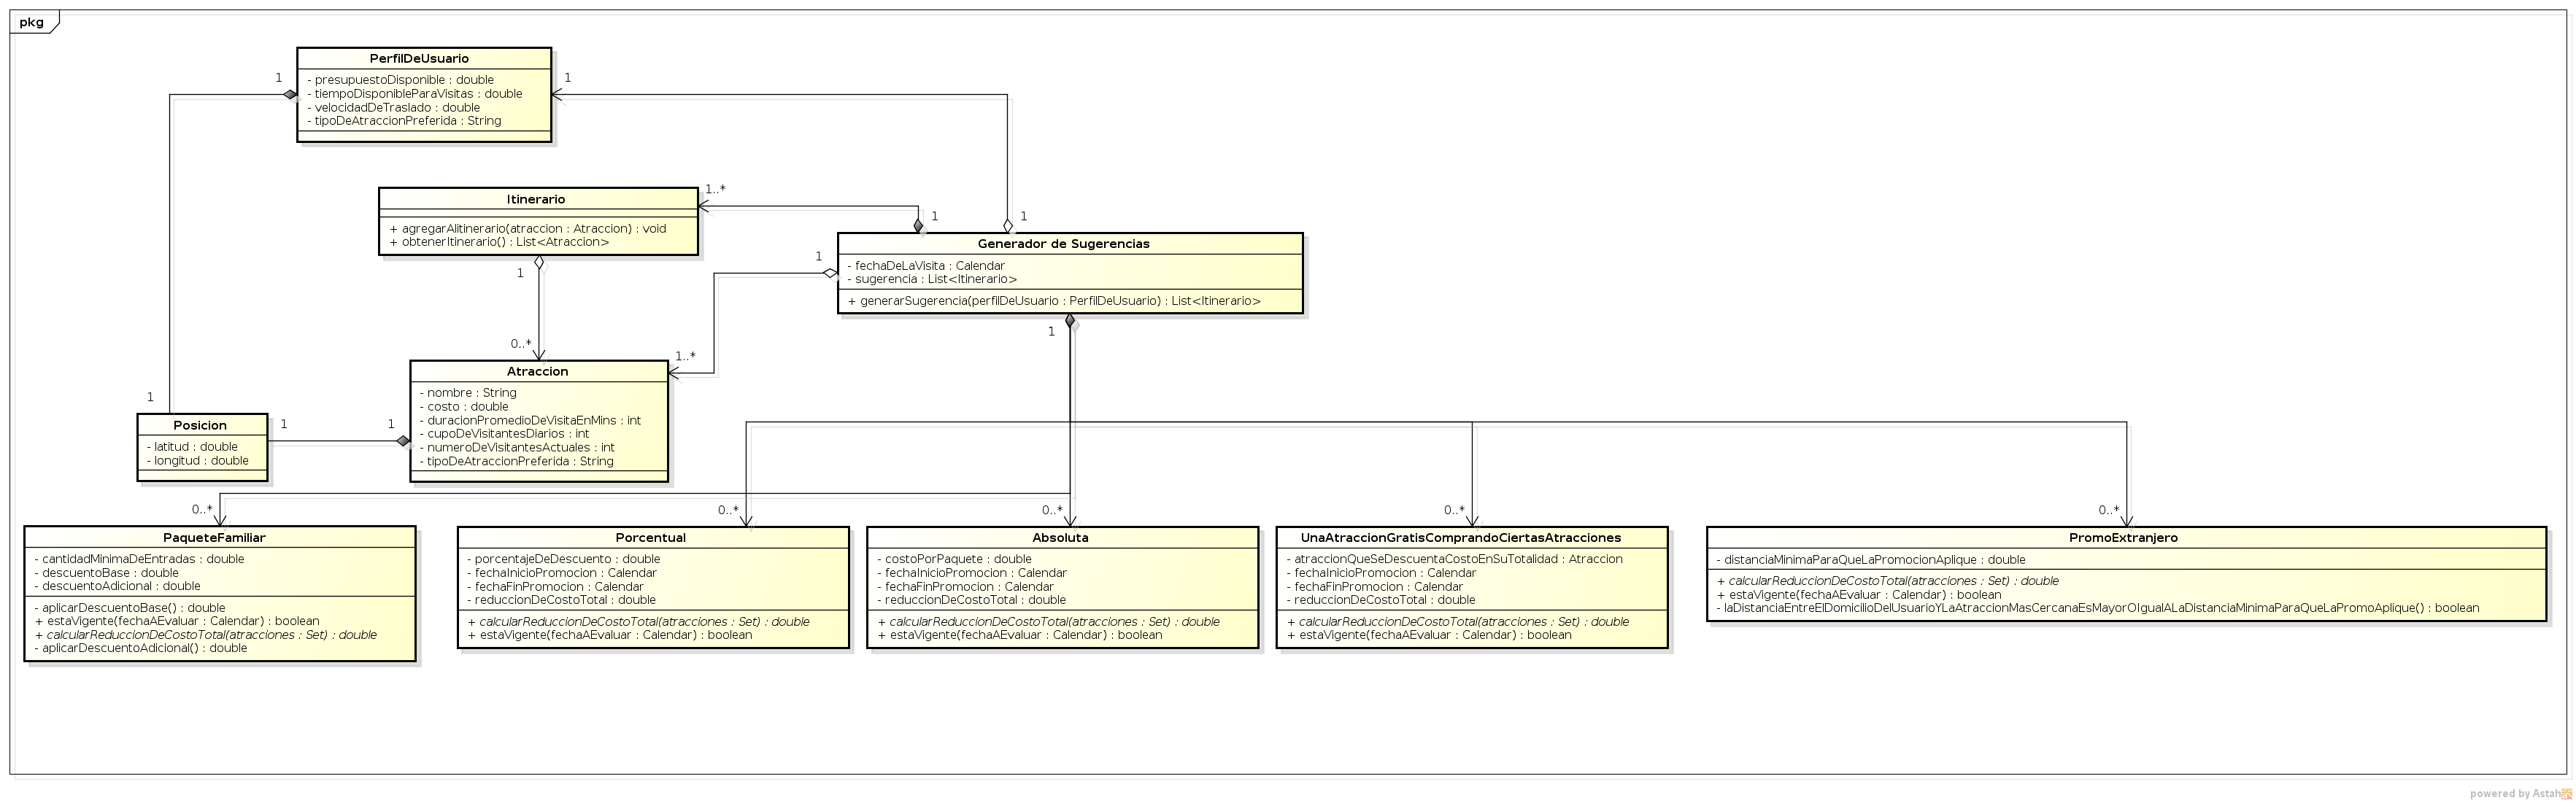 pkg
PerfilDeUsuario
- presupuestoDisponible : double
- tiempoDisponibleParaVisitas : double
- velocidadDeTraslado : double
- tipoDeAtraccionPreferida : String
1
1
Itinerario
+ agregarAlitinerario(atraccion : Atraccion) : void
+ obtenerItinerario() : List<Atraccion>
1..*
1
1
1
Generador de Sugerencias
- fechaDeLaVisita : Calendar
- sugerencia : List<Itinerario>
+ generarSugerencia(perfilDeUsuario : PerfilDeUsuario) : List<Itinerario>
1
1
0..*
1..*
Atraccion
- nombre : String
- costo : double
- duracionPromedioDeVisitaEnMins : int
- cupoDeVisitantesDiarios : int
- numeroDeVisitantesActuales : int
- tipoDeAtraccionPreferida : String
1
1
1
Posicion
- latitud : double
- longitud : double
0..*
0..*
0..*
0..*
0..*
PaqueteFamiliar
- cantidadMinimaDeEntradas : double
- descuentoBase : double
- descuentoAdicional : double
- aplicarDescuentoBase() : double
+ estaVigente(fechaAEvaluar : Calendar) : boolean
+ calcularReduccionDeCostoTotal(atracciones : Set) : double
- aplicarDescuentoAdicional() : double
Porcentual
- porcentajeDeDescuento : double
- fechaInicioPromocion : Calendar
- fechaFinPromocion : Calendar
- reduccionDeCostoTotal : double
+ calcularReduccionDeCostoTotal(atracciones : Set) : double
+ estaVigente(fechaAEvaluar : Calendar) : boolean
Absoluta
- costoPorPaquete : double
- fechaInicioPromocion : Calendar
- fechaFinPromocion : Calendar
- reduccionDeCostoTotal : double
+ calcularReduccionDeCostoTotal(atracciones : Set) : double
+ estaVigente(fechaAEvaluar : Calendar) : boolean
UnaAtraccionGratisComprandoCiertasAtracciones
- atraccionQueSeDescuentaCostoEnSuTotalidad : Atraccion
- fechaInicioPromocion : Calendar
- fechaFinPromocion : Calendar
- reduccionDeCostoTotal : double
+ calcularReduccionDeCostoTotal(atracciones : Set) : double
+ estaVigente(fechaAEvaluar : Calendar) : boolean
PromoExtranjero
- distanciaMinimaParaQueLaPromocionAplique : double
+ calcularReduccionDeCostoTotal(atracciones : Set) : double
+ estaVigente(fechaAEvaluar : Calendar) : boolean
- laDistanciaEntreElDomicilioDelUsuarioYLaAtraccionMasCercanaEsMayorOIgualALaDistanciaMinimaParaQueLaPromoAplique() : boolean
powered by Astah